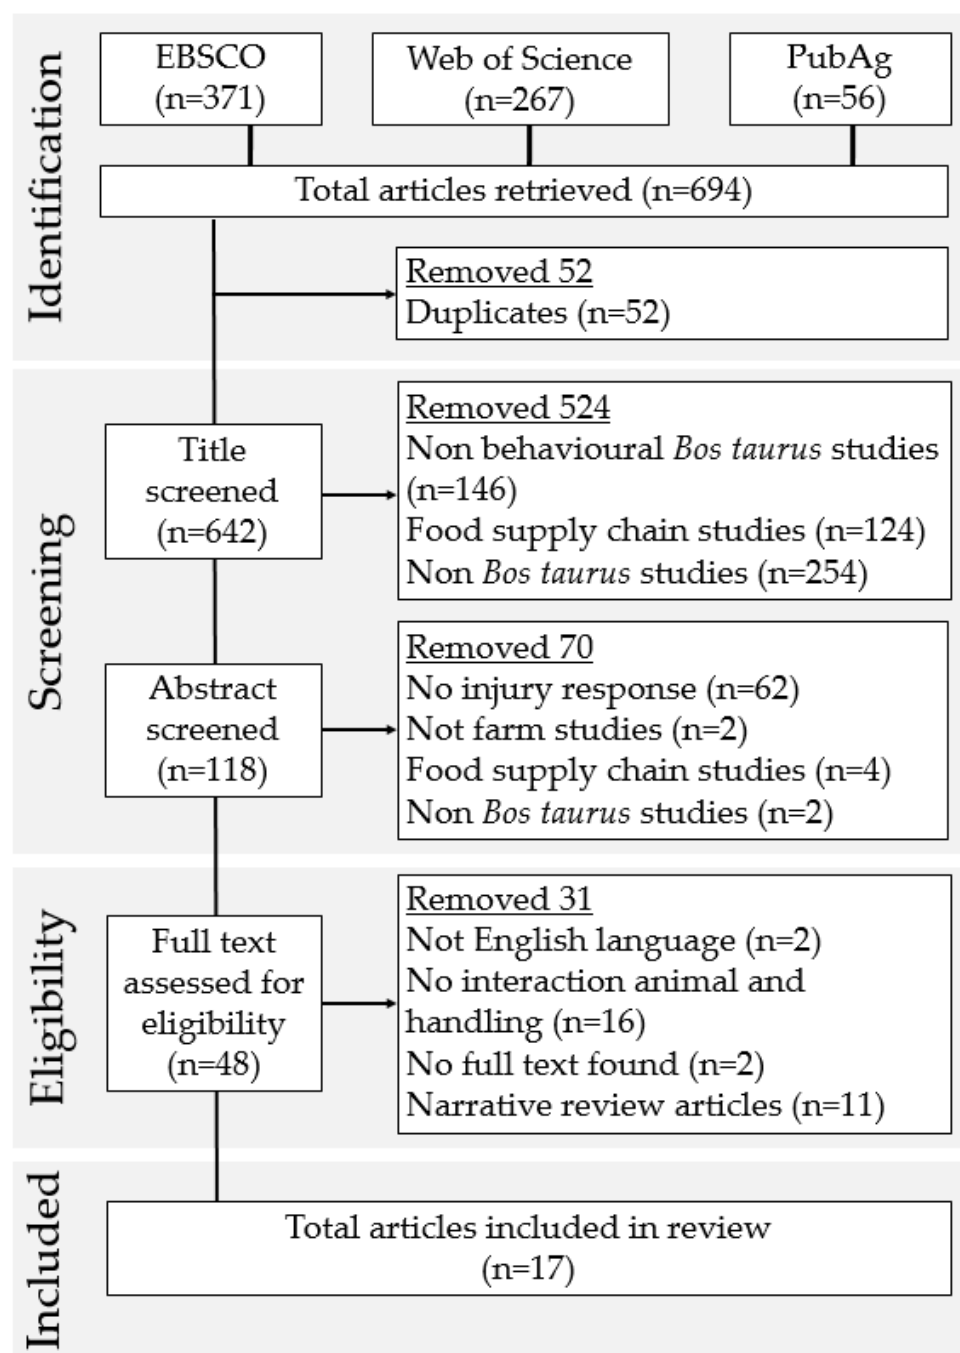 Identification
EBSCO
(n=371)
Web of Science
(n=267)
PubAg
(n=56)
Total articles retrieved (n=694)
Removed 52
Duplicates (n=52)
Screening
Title
screened
(n=642)
Removed 524
Non behavioural Bos taurus studies
(n=146)
Food supply chain studies (n=124)
Non Bos taurus studies (n=254)
Abstract
screened
(n=118)
Removed 70
No injury response (n=62)
Not farm studies (n=2)
Food supply chain studies (n=4)
Non Bos taurus studies (n=2)
Eligibility
Full text
assessed for
eligibility
(n=48)
Removed 31
Not English language (n=2)
No interaction animal and
handling (n=16)
No full text found (n=2)
Narrative review articles (n=11)
Included
Total articles included in review
(n=17)